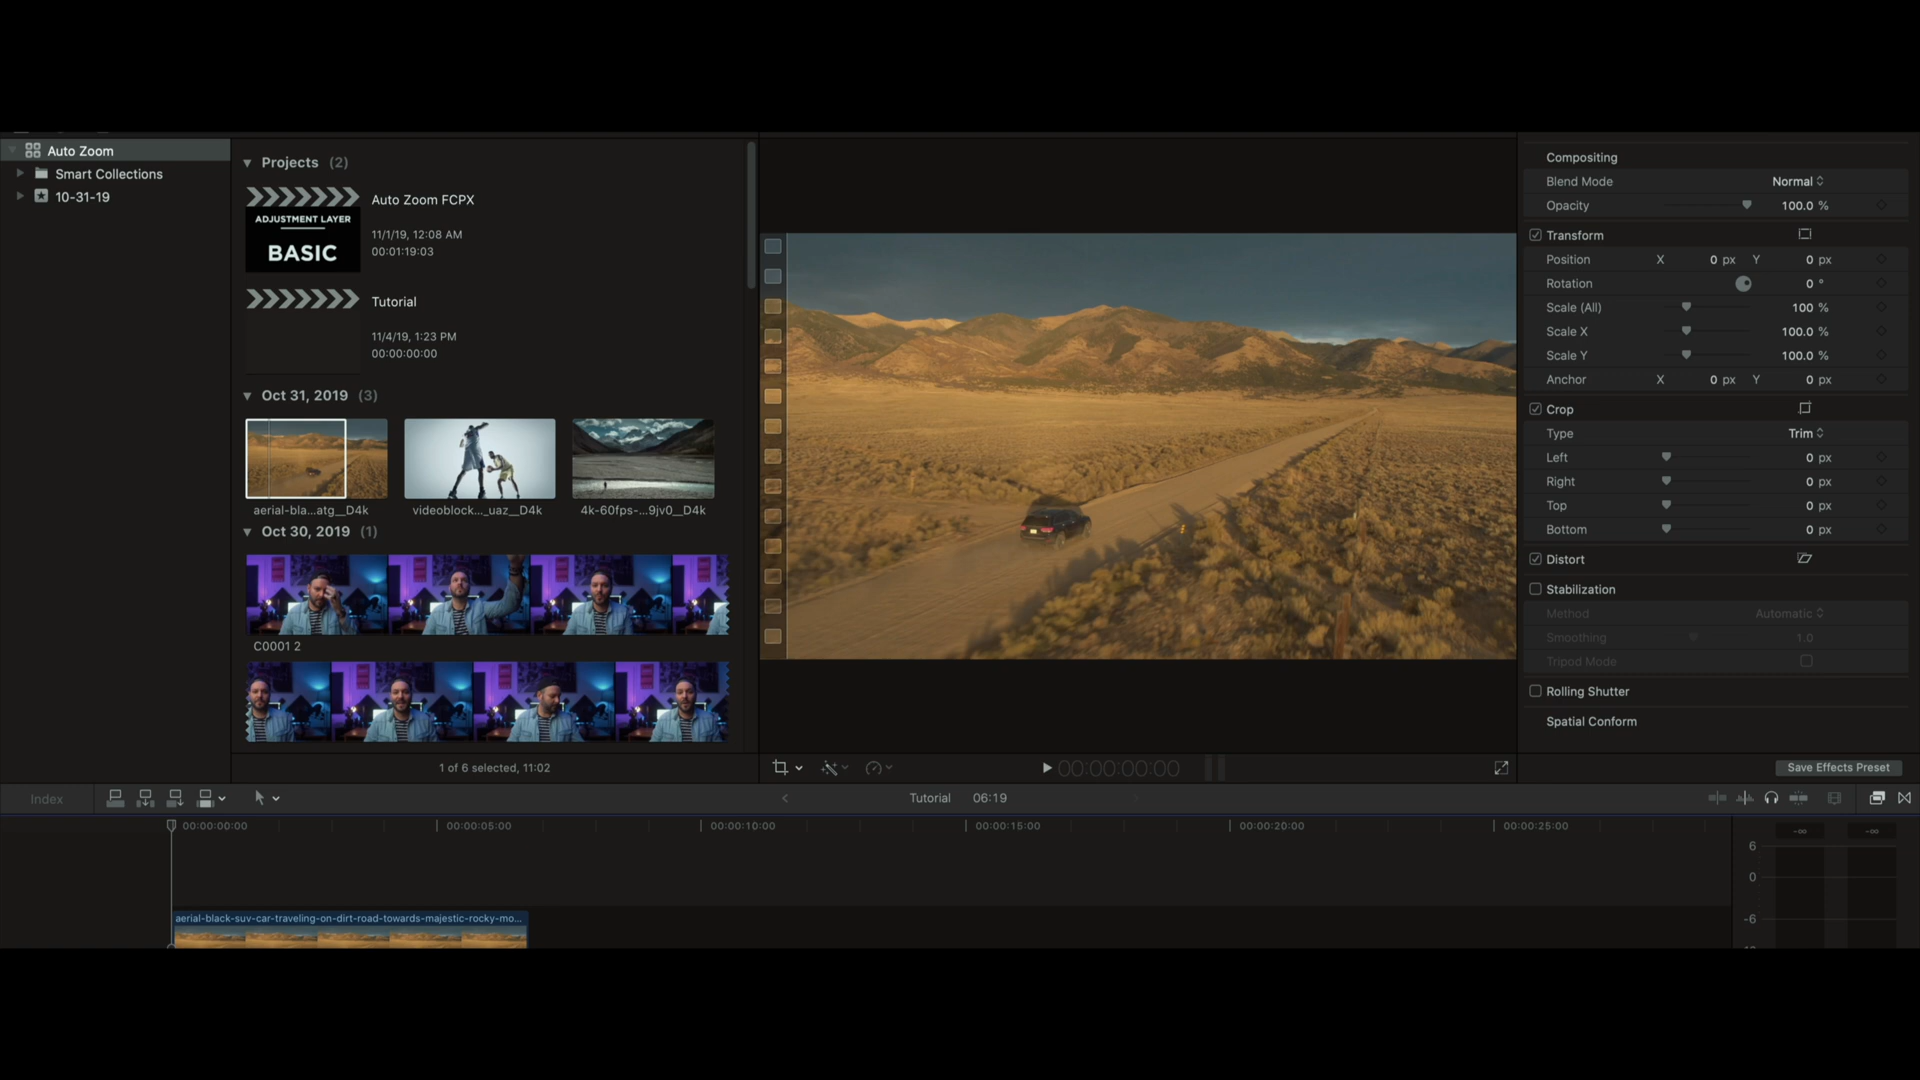 Auto Zoom
Smart Collections
10-31-19
Projects (2)
ADJUSTMENT LAYER
BASIC
Auto Zoom FCPX
11/1/19, 12:08 AM
00:01:19:03
Tutorial
11/4/19, 1:23 PM
00:00:00:00
Oct 31, 2019 (3)
aerial-bla...atg__D4k
videoblock..._uaz__D4k
4k-60fps-...9jv0__D4k
Oct 30, 2019 (1)
C0001 2
1 of 6 selected, 11:02
00:00:00:00
Compositing
Blend Mode Normal
Opacity 100.0 %
Transform
Position X 0 px Y 0 px
Rotation 0 °
Scale (All) 100 %
Scale X 100.0 %
Scale Y 100.0 %
Anchor X 0 px Y 0 px
Crop
Type Trim
Left 0 px
Right 0 px
Top 0 px
Bottom 0 px
Distort
Stabilization
Method Automatic
Smoothing 1.0
Tripod Mode
Rolling Shutter
Spatial Conform
Save Effects Preset
Index
Tutorial 06:19
00:00:00:00 00:00:05:00 00:00:10:00 00:00:15:00 00:00:20:00 00:00:25:00
-∞ -∞
6
0
-6
aerial-black-suv-car-traveling-on-dirt-road-towards-majestic-rocky-mo...